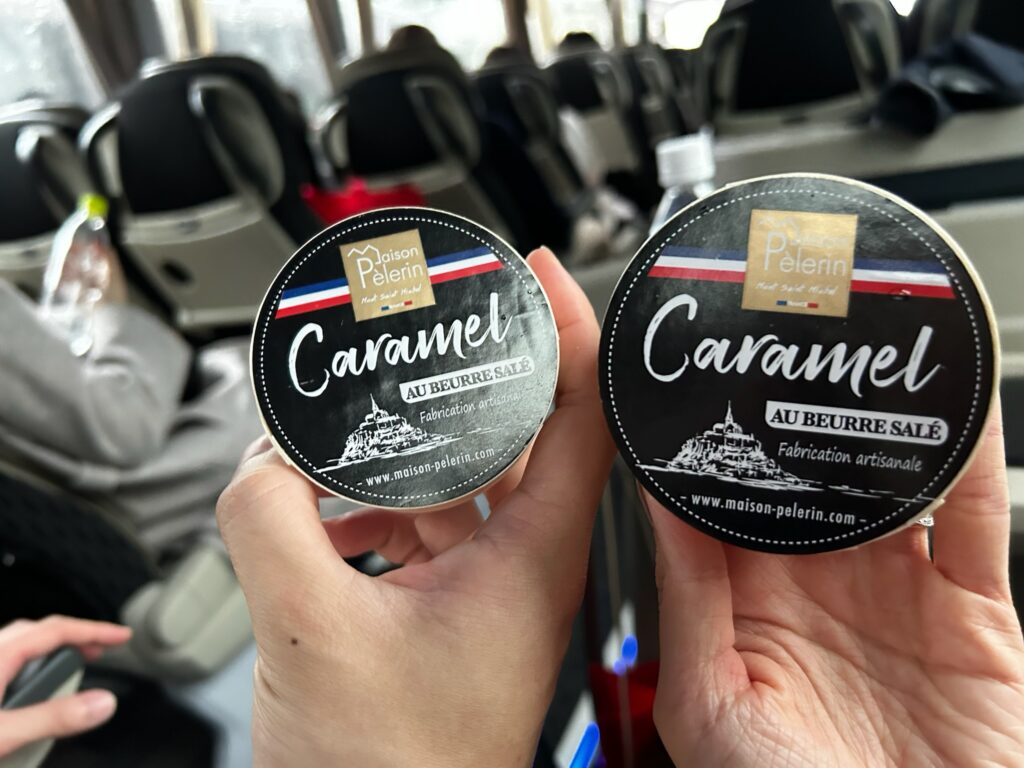 Maison
Pèlerin
Mont Saint Michel
Caramel
AU BEURRE SALÉ
Fabrication artisanale
www.maison-pelerin.com
Maison
Pèlerin
Mont Saint Michel
Caramel
AU BEURRE SALÉ
Fabrication artisanale
www.maison-pelerin.com